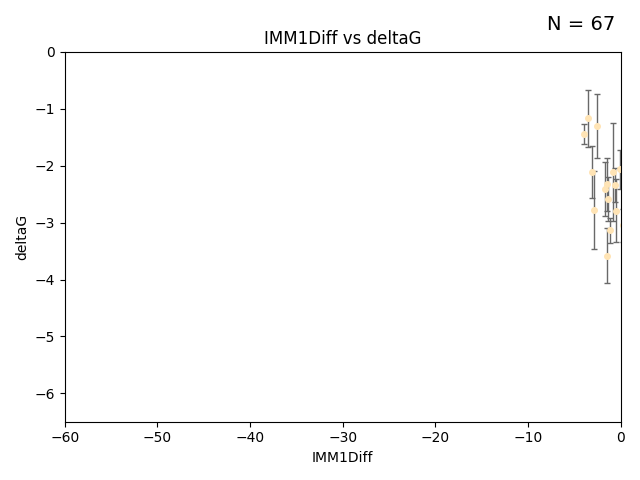 N = 67
IMM1Diff vs deltaG
deltaG
0
−1
−2
−3
−4
−5
−6
−60 −50 −40 −30 −20 −10 0
IMM1Diff